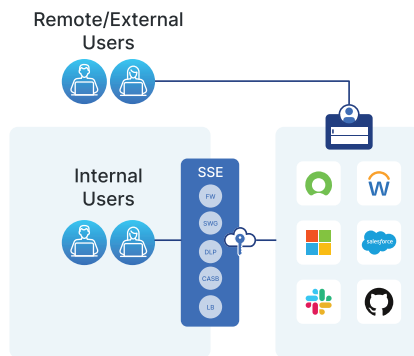 Remote/External
Users
Internal
Users
SSE
FW
SWG
DLP
CASB
LB
W
salesforce